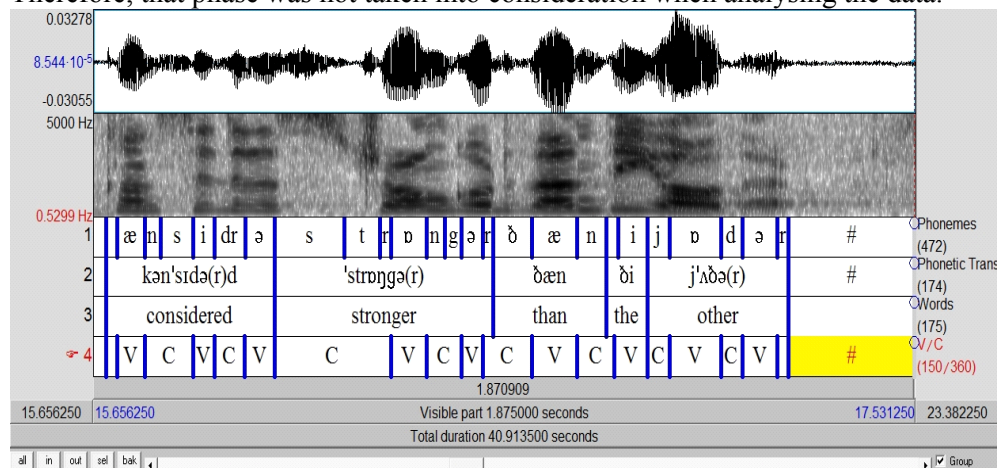 Therefore, that phase was not taken into consideration when analysing the data.
0.03278
8.544·10-5
-0.03055
5000 Hz
0.5299 Hz
1 æ n s i dr ə s t r ɒ n g ə r ð æ n i j ɒ d ə r # Phonemes
(472)
2 kən'sɪdə(r)d 'strɒŋgə(r) ðæn ði j'ʌðə(r) # Phonetic Trans
(174)
3 considered stronger than the other Words
(175)
4 V C V C V C V C V C V C V C V C V # V/C
(150/360)
1.870909
15.656250 15.656250 Visible part 1.875000 seconds 17.531250 23.382250
Total duration 40.913500 seconds
all in out sel bak Group